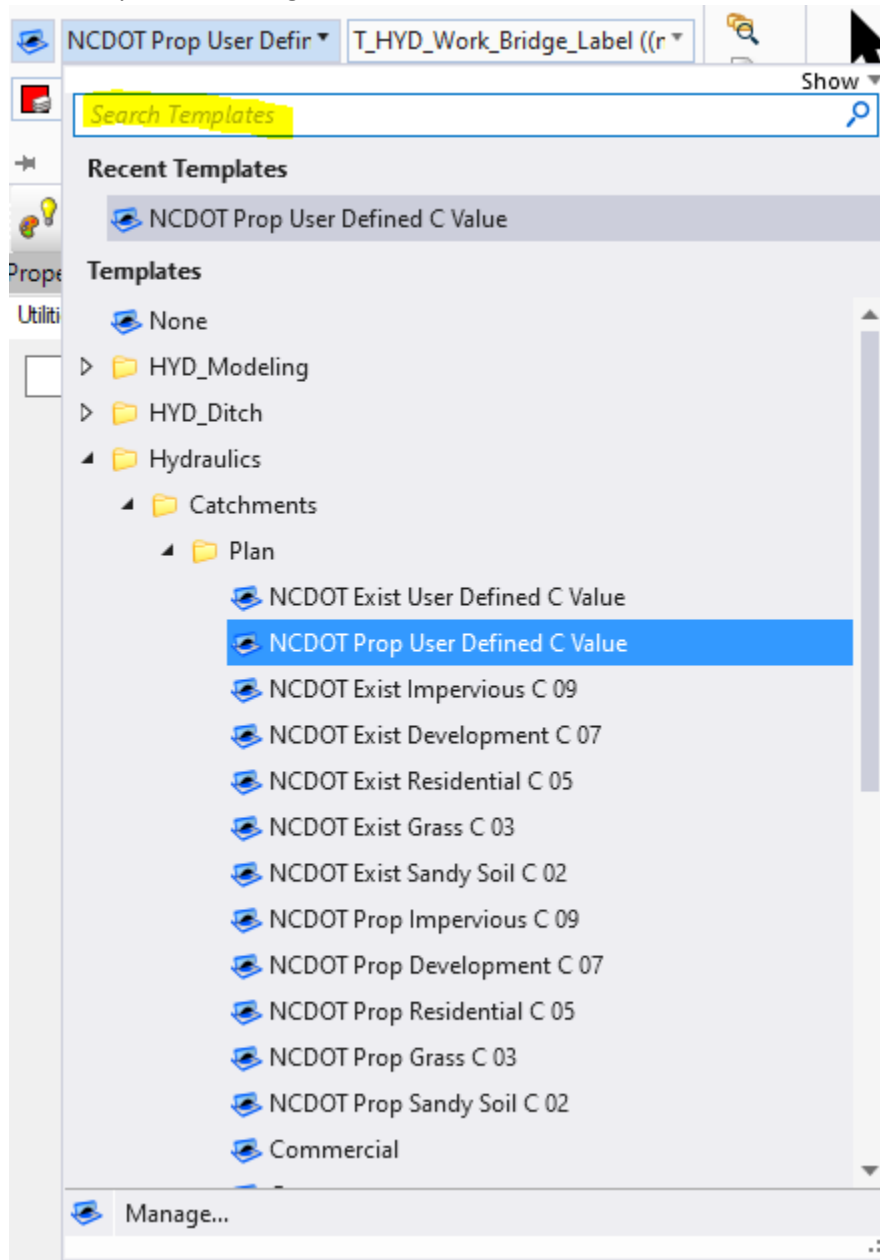 NCDOT Prop User Defir T_HYD_Work_Bridge_Label ((r
Show
Search Templates
Recent Templates
NCDOT Prop User Defined C Value
Prope
Templates
Utiliti
None
HYD_Modeling
HYD_Ditch
Hydraulics
Catchments
Plan
NCDOT Exist User Defined C Value
NCDOT Prop User Defined C Value
NCDOT Exist Impervious C 09
NCDOT Exist Development C 07
NCDOT Exist Residential C 05
NCDOT Exist Grass C 03
NCDOT Exist Sandy Soil C 02
NCDOT Prop Impervious C 09
NCDOT Prop Development C 07
NCDOT Prop Residential C 05
NCDOT Prop Grass C 03
NCDOT Prop Sandy Soil C 02
Commercial
Manage...